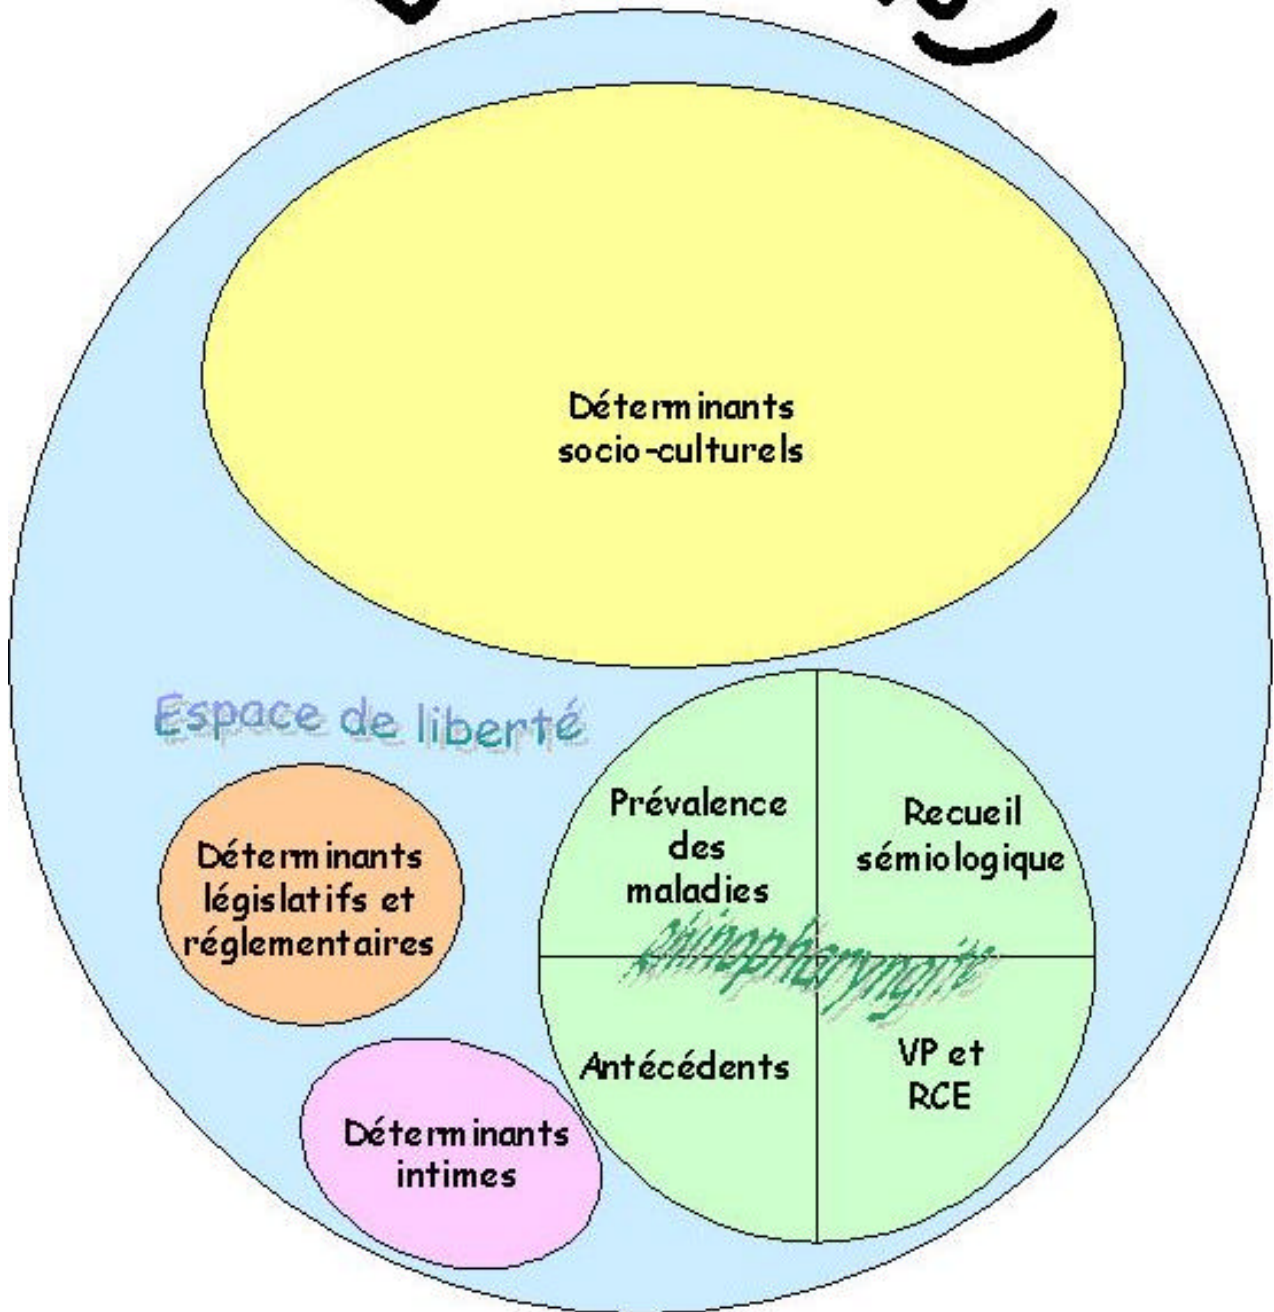 Déterminants
socio-culturels
Espace de liberté
Prévalence
des
maladies
Recueil
sémiologique
Déterminants
législatifs et
réglementaires
rhinopharyngite
Antécédents
VP et
RCE
Déterminants
intimes